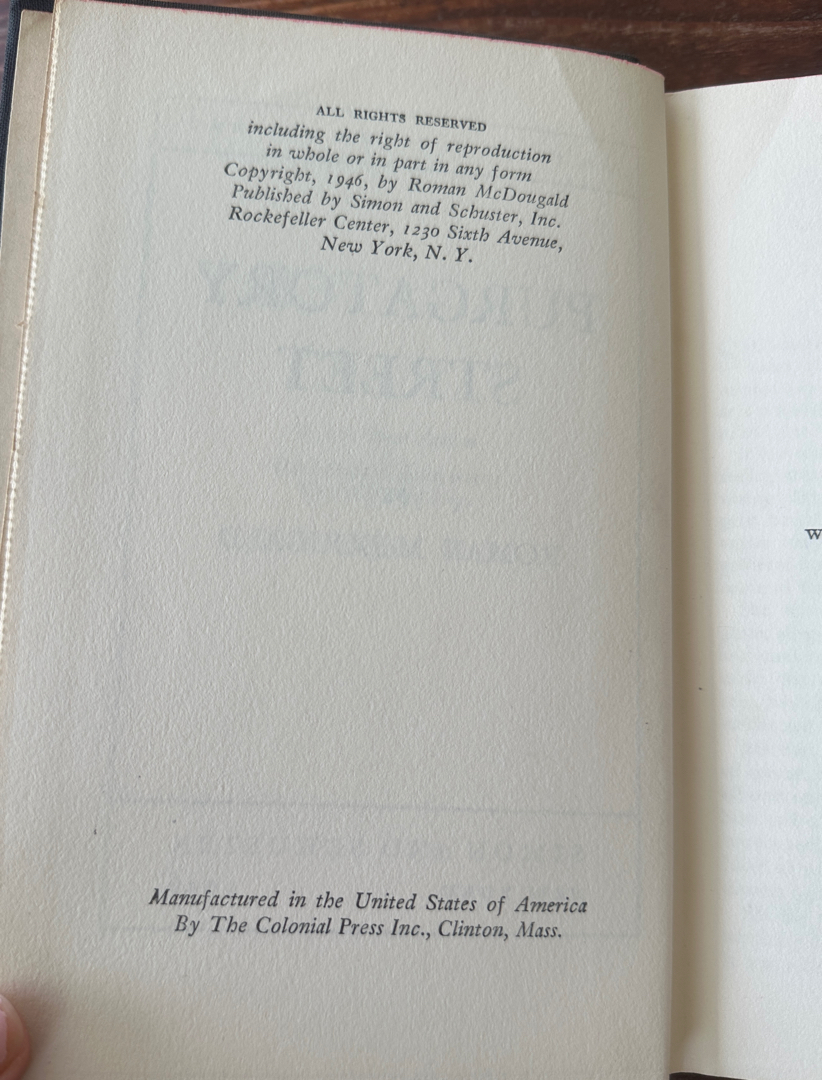 ALL RIGHTS RESERVED
including the right of reproduction
in whole or in part in any form
Copyright, 1946, by Roman McDougald
Published by Simon and Schuster, Inc.
Rockefeller Center, 1230 Sixth Avenue,
New York, N. Y.
PURGATORY
STREET
Manufactured in the United States of America
By The Colonial Press Inc., Clinton, Mass.
W